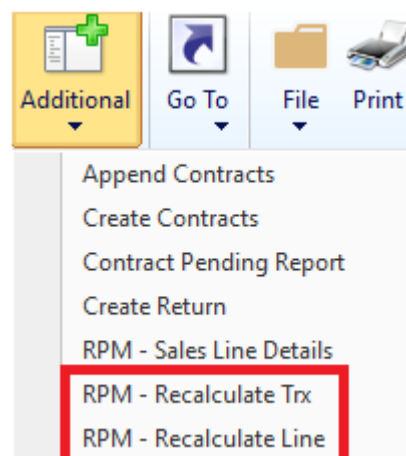 Additional Go To File Print
Append Contracts
Create Contracts
Contract Pending Report
Create Return
RPM - Sales Line Details
RPM - Recalculate Trx
RPM - Recalculate Line